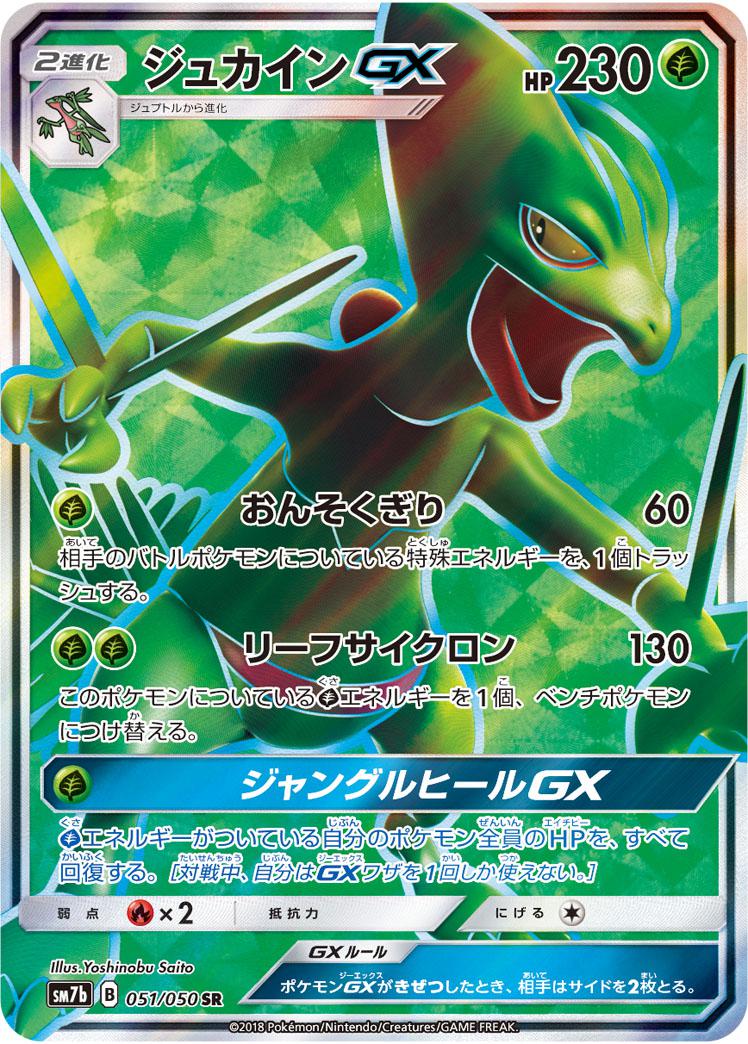 2進化 ジュカインGX HP230
ジュプトルから進化
おんそくぎり 60
相手のバトルポケモンについている特殊エネルギーを、1個トラッ
シュする。
リーフサイクロン 130
このポケモンについているエネルギーを1個、ベンチポケモン
につけ替える。
ジャングルヒールGX
エネルギーがついている自分のポケモン全員のHPを、すべて
回復する。[対戦中、自分はGXワザを1回しか使えない。]
弱点 ×2 抵抗力 にげる
GXルール
ポケモンGXがきぜつしたとき、相手はサイドを2枚とる。
Illus.Yoshinobu Saito
SM7b B 051/050 SR
©2018 Pokémon/Nintendo/Creatures/GAME FREAK.